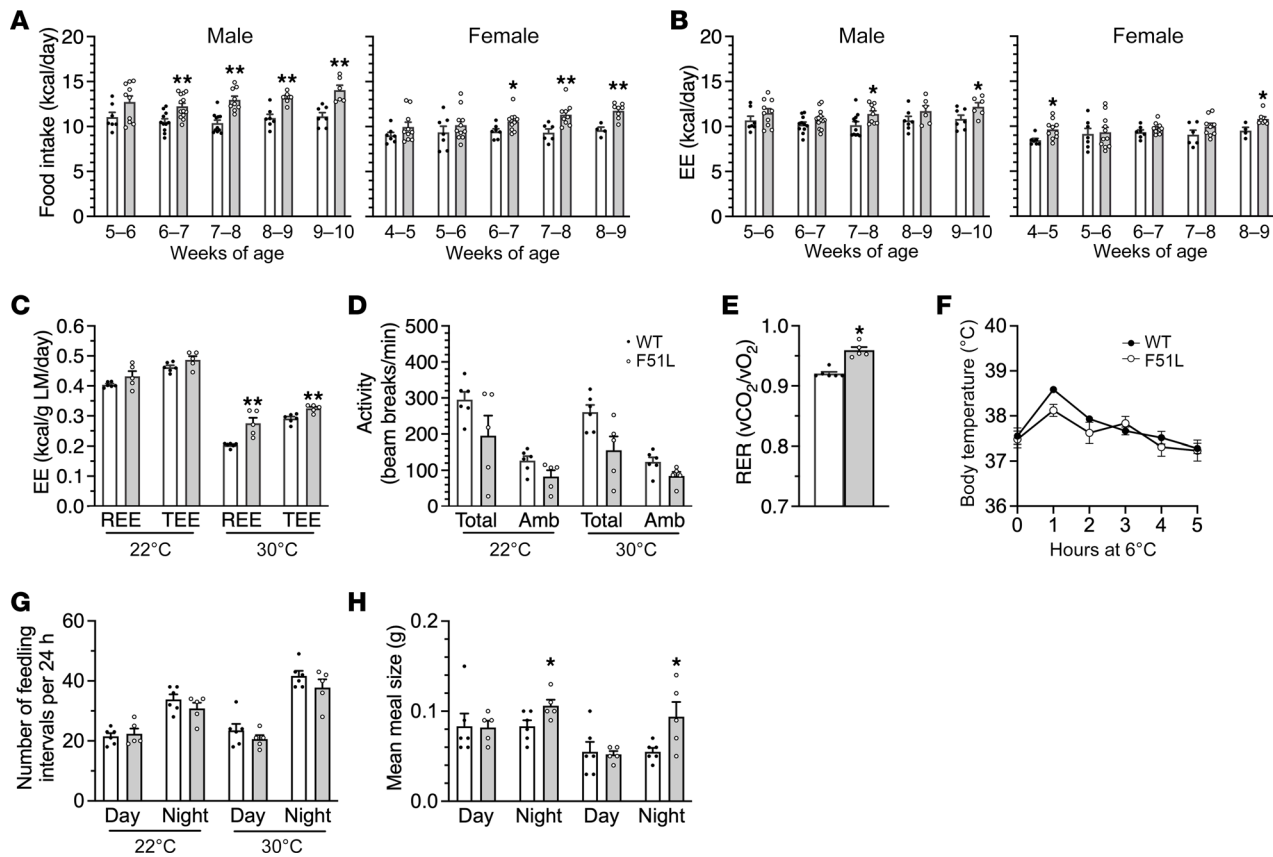 A
Male
Female
Food intake (kcal/day)
20
15
10
5
0
** ** ** **
* ** **
5–6 6–7 7–8 8–9 9–10
4–5 5–6 6–7 7–8 8–9
Weeks of age
Weeks of age
B
Male
Female
EE (kcal/day)
20
15
10
5
0
* *
* *
5–6 6–7 7–8 8–9 9–10
4–5 5–6 6–7 7–8 8–9
Weeks of age
Weeks of age
C
EE (kcal/g LM/day)
0.6
0.5
0.4
0.3
0.2
0.1
0.0
** **
REE TEE REE TEE
22°C 30°C
D
Activity
(beam breaks/min)
500
400
300
200
100
0
WT
F51L
Total Amb Total Amb
22°C 30°C
E
RER (vCO2/vO2)
1.0
0.9
0.8
0.7
*
F
Body temperature (°C)
40
39
38
37
36
WT
F51L
0 1 2 3 4 5
Hours at 6°C
G
Number of feedling
intervals per 24 h
60
40
20
0
Day Night Day Night
22°C 30°C
H
Mean meal size (g)
0.2
0.1
0.0
* *
Day Night Day Night